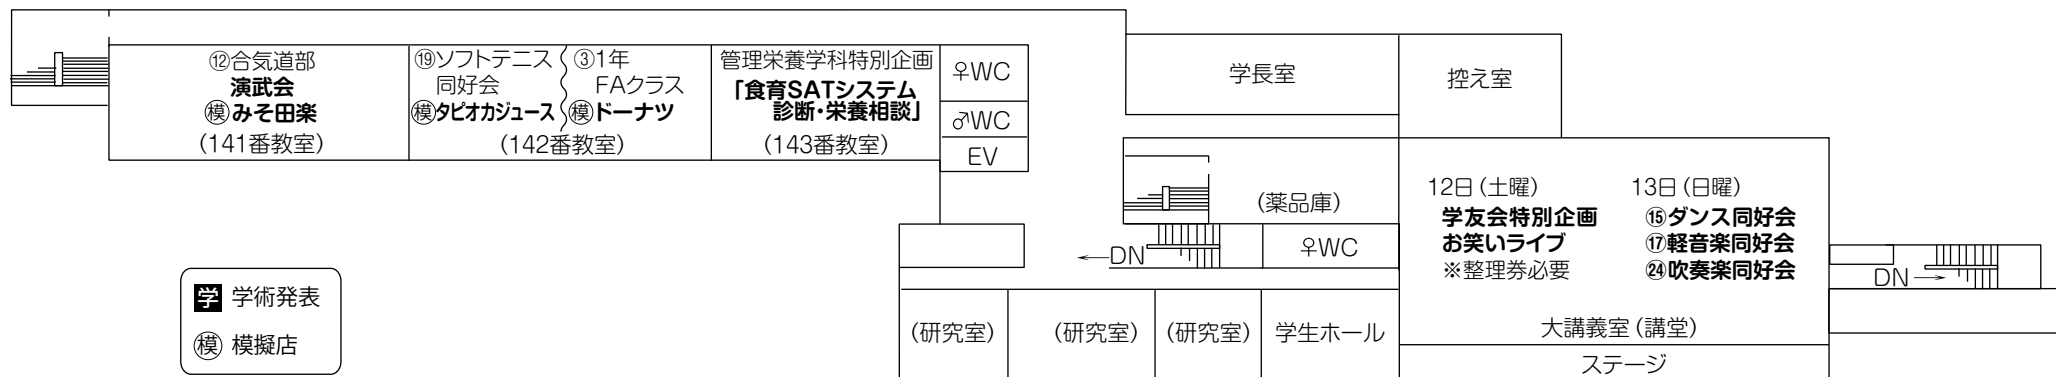 ⑫合気道部
演武会
模みそ田楽
(141番教室)
⑲ソフトテニス
同好会
模タピオカジュース
③1年
FAクラス
模ドーナツ
(142番教室)
管理栄養学科特別企画
「食育SATシステム
診断・栄養相談」
(143番教室)
♀WC
♂WC
EV
学長室
控え室
(薬品庫)
←DN
♀WC
12日(土曜)
学友会特別企画
お笑いライブ
※整理券必要
13日(日曜)
⑮ダンス同好会
⑰軽音楽同好会
㉔吹奏楽同好会
大講義室(講堂)
ステージ
DN→
(研究室)
(研究室)
(研究室)
学生ホール
学 学術発表
模 模擬店